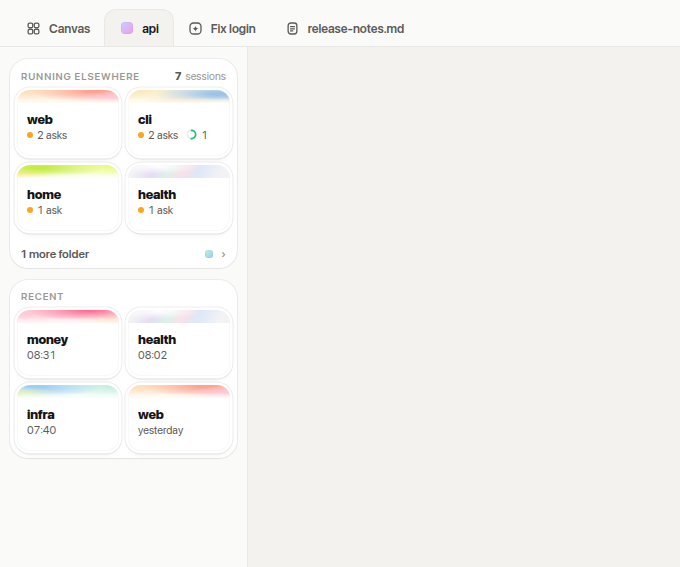 Canvas
api
Fix login
release-notes.md
RUNNING ELSEWHERE
7 sessions
web
2 asks
cli
2 asks 1
home
1 ask
health
1 ask
1 more folder
RECENT
money
08:31
health
08:02
infra
07:40
web
yesterday